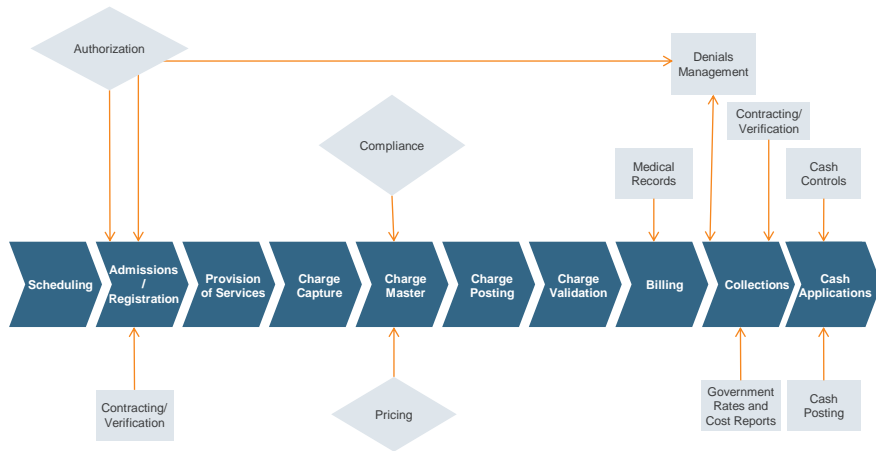 Authorization
Denials
Management
Contracting/
Verification
Compliance
Medical
Records
Cash
Controls
Scheduling
Admissions
/
Registration
Provision
of Services
Charge
Capture
Charge
Master
Charge
Posting
Charge
Validation
Billing
Collections
Cash
Applications
Contracting/
Verification
Pricing
Government
Rates and
Cost Reports
Cash
Posting